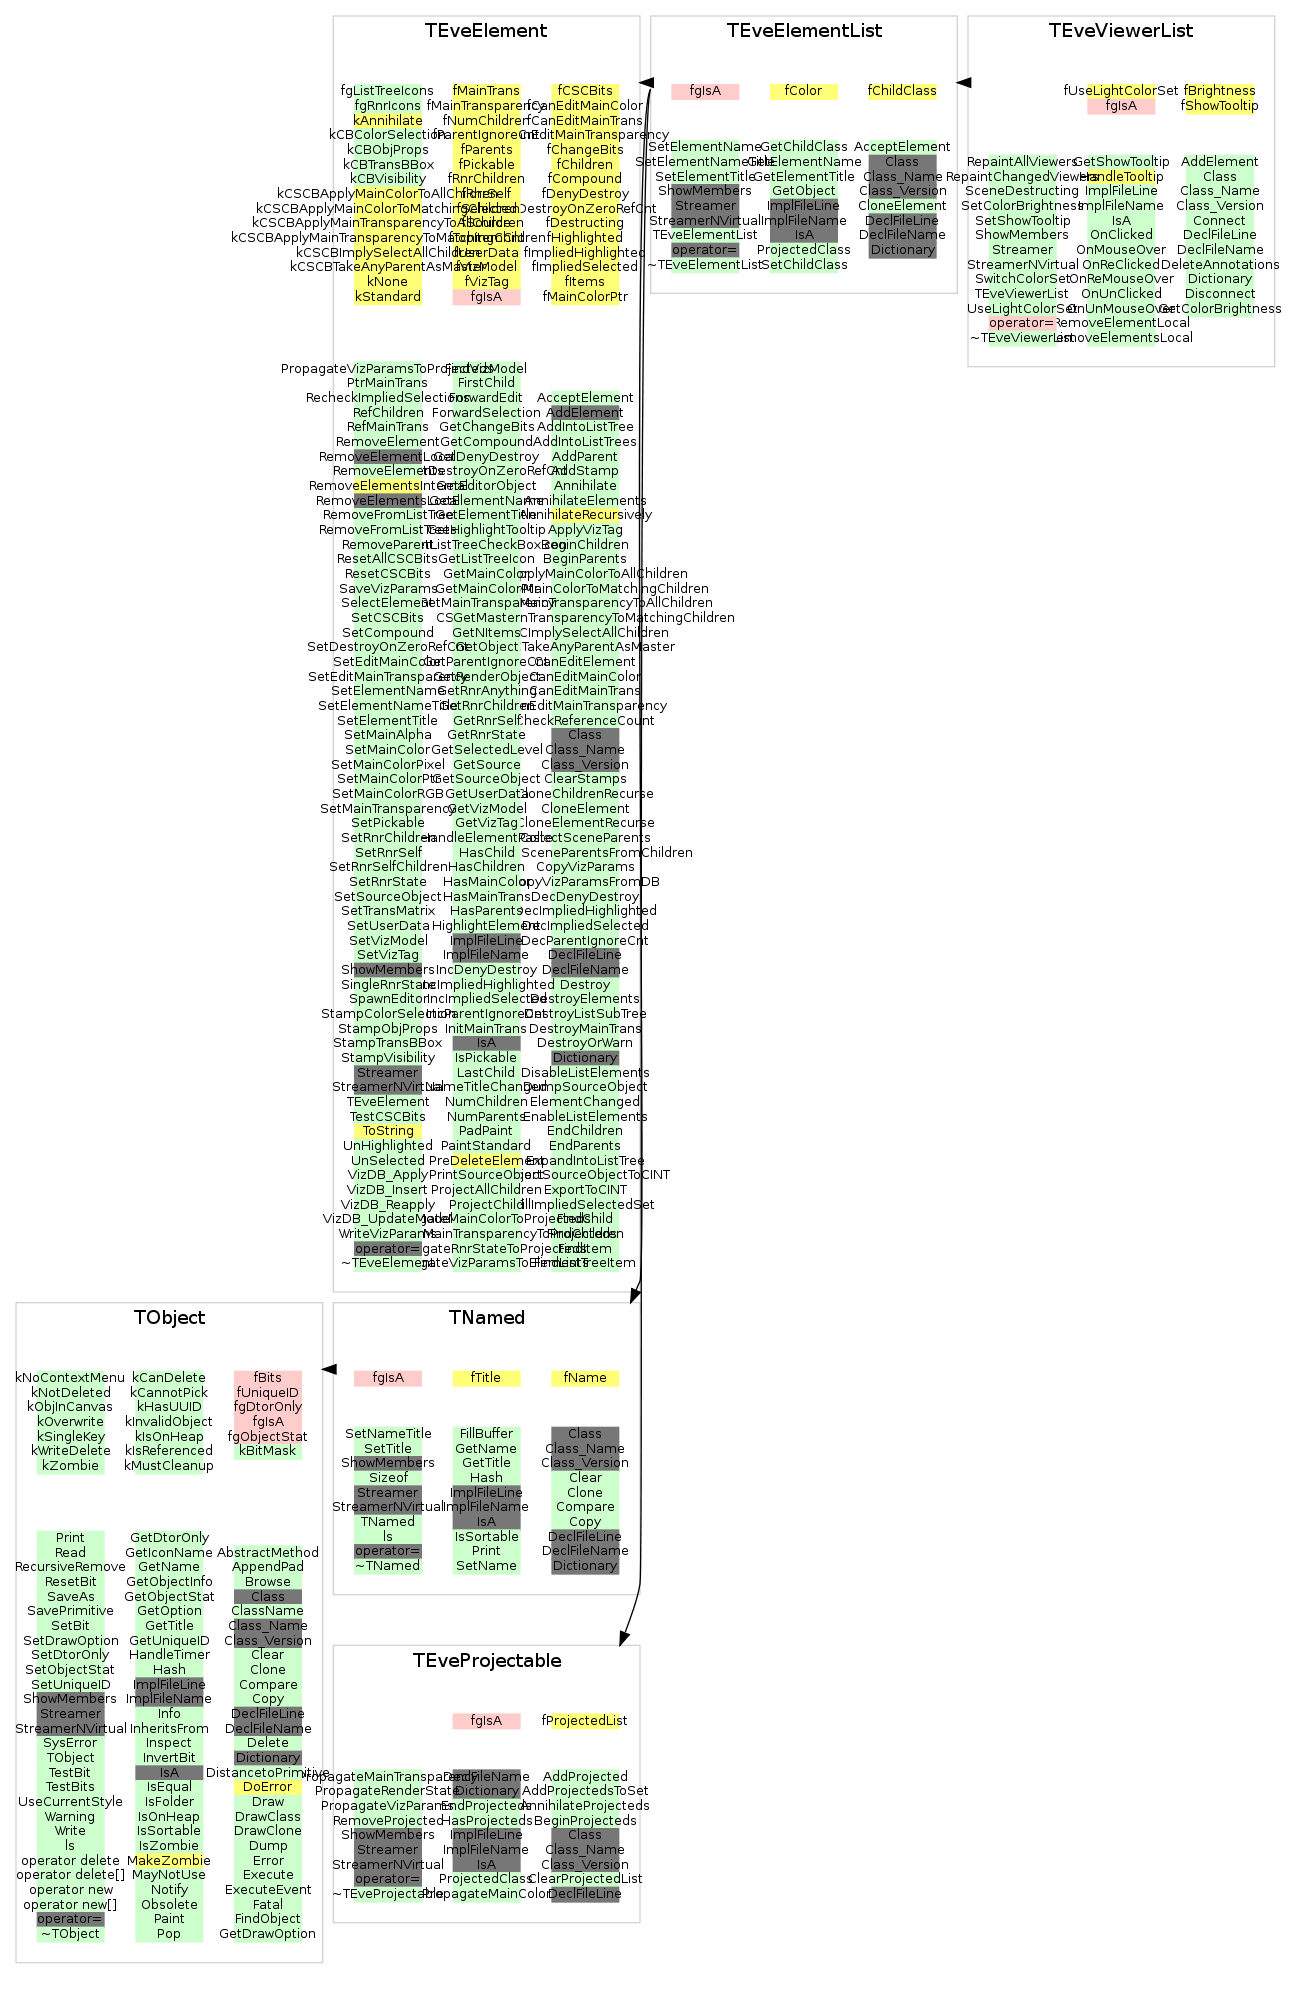 TEveElement
fgListTreeIcons
fgRnrIcons
kAnnihilate
kCBColorSelection
kCBObjProps
kCBTransBBox
kCBVisibility
kCSCBApplyMainColorToAllChildren
kCSCBApplyMainColorToMatchingChildren
kCSCBApplyMainTransparencyToAllChildren
kCSCBApplyMainTransparencyToMatchingChildren
kCSCBImplySelectAllChildren
kCSCBTakeAnyParentAsMaster
kNone
kStandard
fMainTrans
fMainTransparency
fNumChildren
fParentIgnoreCnt
fParents
fPickable
fRnrChildren
fRnrSelf
fSelected
fSource
fTopItem
fUserData
fVizModel
fVizTag
fgIsA
fCSCBits
fCanEditMainColor
fCanEditMainTrans
nEditMainTransparency
fChangeBits
fChildren
fCompound
fDenyDestroy
DestroyOnZeroRefCnt
fDestructing
fHighlighted
fImpliedHighlighted
fImpliedSelected
fItems
fMainColorPtr
PropagateVizParamsToProjecteds
PtrMainTrans
RecheckImpliedSelections
RefChildren
RefMainTrans
RemoveElement
RemoveElementLocal
RemoveElements
RemoveElementsInternal
RemoveElementsLocal
RemoveFromListTree
RemoveFromListTrees
RemoveParent
ResetAllCSCBits
ResetCSCBits
SaveVizParams
SelectElement
SetCSCBits
SetCompound
SetDestroyOnZeroRefCnt
SetEditMainColor
SetEditMainTransparency
SetElementName
SetElementNameTitle
SetElementTitle
SetMainAlpha
SetMainColor
SetMainColorPixel
SetMainColorPtr
SetMainColorRGB
SetMainTransparency
SetPickable
SetRnrChildren
SetRnrSelf
SetRnrSelfChildren
SetRnrState
SetSourceObject
SetTransMatrix
SetUserData
SetVizModel
SetVizTag
ShowMembers
SingleRnrState
SpawnEditor
StampColorSelection
StampObjProps
StampTransBBox
StampVisibility
Streamer
StreamerNVirtual
TEveElement
TestCSCBits
ToString
UnHighlighted
UnSelected
VizDB_Apply
VizDB_Insert
VizDB_Reapply
VizDB_UpdateModel
WriteVizParams
operator=
~TEveElement
FindVizModel
FirstChild
ForwardEdit
ForwardSelection
GetChangeBits
GetCompound
GetDenyDestroy
DestroyOnZeroRefCnt
GetEditorObject
GetElementName
GetElementTitle
GetHighlightTooltip
tListTreeCheckBoxIcon
GetListTreeIcon
GetMainColor
GetMainColorPtr
GetMainTransparency
GetMaster
GetNItems
GetObject
GetParentIgnoreCnt
GetRenderObject
GetRnrAnything
GetRnrChildren
GetRnrSelf
GetRnrState
GetSelectedLevel
GetSource
GetSourceObject
GetUserData
GetVizModel
GetVizTag
HandleElementPaste
HasChild
HasChildren
HasMainColor
HasMainTrans
HasParents
HighlightElement
ImplFileLine
ImplFileName
IncDenyDestroy
IncImpliedHighlighted
IncImpliedSelected
IncParentIgnoreCnt
InitMainTrans
IsA
IsPickable
LastChild
NameTitleChanged
NumChildren
NumParents
PadPaint
PaintStandard
PreDeleteElement
PrintSourceObject
ProjectAllChildren
ProjectChild
gateMainColorToProjecteds
MainTransparencyToProjecteds
gateRnrStateToProjecteds
gateVizParamsToElements
AcceptElement
AddElement
AddIntoListTree
AddIntoListTrees
AddParent
AddStamp
Annihilate
AnnihilateElements
AnnihilateRecursively
ApplyVizTag
BeginChildren
BeginParents
pplyMainColorToAllChildren
MainColorToMatchingChildren
MainTransparencyToAllChildren
nTransparencyToMatchingChildren
CImplySelectAllChildren
TakeAnyParentAsMaster
CanEditElement
CanEditMainColor
CanEditMainTrans
nEditMainTransparency
CheckReferenceCount
Class
Class_Name
Class_Version
ClearStamps
CloneChildrenRecurse
CloneElement
CloneElementRecurse
CollectSceneParents
SceneParentsFromChildren
CopyVizParams
opyVizParamsFromDB
DecDenyDestroy
DecImpliedHighlighted
DecImpliedSelected
DecParentIgnoreCnt
DeclFileLine
DeclFileName
Destroy
DestroyElements
DestroyListSubTree
DestroyMainTrans
DestroyOrWarn
Dictionary
DisableListElements
DumpSourceObject
ElementChanged
EnableListElements
EndChildren
EndParents
ExpandIntoListTree
ortSourceObjectToCINT
ExportToCINT
FillImpliedSelectedSet
FindChild
FindChildren
FindItem
FindListTreeItem
TEveElementList
fgIsA
fColor
fChildClass
SetElementName
SetElementNameTitle
SetElementTitle
ShowMembers
Streamer
StreamerNVirtual
TEveElementList
operator=
~TEveElementList
GetChildClass
GetElementName
GetElementTitle
GetObject
ImplFileLine
ImplFileName
IsA
ProjectedClass
SetChildClass
AcceptElement
Class
Class_Name
Class_Version
CloneElement
DeclFileLine
DeclFileName
Dictionary
TEveViewerList
fUseLightColorSet
fgIsA
fBrightness
fShowTooltip
RepaintAllViewers
RepaintChangedViewers
SceneDestructing
SetColorBrightness
SetShowTooltip
ShowMembers
Streamer
StreamerNVirtual
SwitchColorSet
TEveViewerList
UseLightColorSet
operator=
~TEveViewerList
GetShowTooltip
HandleTooltip
ImplFileLine
ImplFileName
IsA
OnClicked
OnMouseOver
OnReClicked
OnReMouseOver
OnUnClicked
OnUnMouseOver
RemoveElementLocal
emoveElementsLocal
AddElement
Class
Class_Name
Class_Version
Connect
DeclFileLine
DeclFileName
DeleteAnnotations
Dictionary
Disconnect
GetColorBrightness
TObject
kNoContextMenu
kNotDeleted
kObjInCanvas
kOverwrite
kSingleKey
kWriteDelete
kZombie
kCanDelete
kCannotPick
kHasUUID
kInvalidObject
kIsOnHeap
kIsReferenced
kMustCleanup
fBits
fUniqueID
fgDtorOnly
fgIsA
fgObjectStat
kBitMask
Print
Read
RecursiveRemove
ResetBit
SaveAs
SavePrimitive
SetBit
SetDrawOption
SetDtorOnly
SetObjectStat
SetUniqueID
ShowMembers
Streamer
StreamerNVirtual
SysError
TObject
TestBit
TestBits
UseCurrentStyle
Warning
Write
ls
operator delete
operator delete[]
operator new
operator new[]
operator=
~TObject
GetDtorOnly
GetIconName
GetName
GetObjectInfo
GetObjectStat
GetOption
GetTitle
GetUniqueID
HandleTimer
Hash
ImplFileLine
ImplFileName
Info
InheritsFrom
Inspect
InvertBit
IsA
IsEqual
IsFolder
IsOnHeap
IsSortable
IsZombie
MakeZombie
MayNotUse
Notify
Obsolete
Paint
Pop
AbstractMethod
AppendPad
Browse
Class
ClassName
Class_Name
Class_Version
Clear
Clone
Compare
Copy
DeclFileLine
DeclFileName
Delete
Dictionary
DistancetoPrimitive
DoError
Draw
DrawClass
DrawClone
Dump
Error
Execute
ExecuteEvent
Fatal
FindObject
GetDrawOption
TNamed
fgIsA
fTitle
fName
SetNameTitle
SetTitle
ShowMembers
Sizeof
Streamer
StreamerNVirtual
TNamed
ls
operator=
~TNamed
FillBuffer
GetName
GetTitle
Hash
ImplFileLine
ImplFileName
IsA
IsSortable
Print
SetName
Class
Class_Name
Class_Version
Clear
Clone
Compare
Copy
DeclFileLine
DeclFileName
Dictionary
TEveProjectable
fgIsA
fProjectedList
PropagateMainTransparency
PropagateRenderState
PropagateVizParams
RemoveProjected
ShowMembers
Streamer
StreamerNVirtual
operator=
~TEveProjectable
DeclFileName
Dictionary
EndProjecteds
HasProjecteds
ImplFileLine
ImplFileName
IsA
ProjectedClass
PropagateMainColor
AddProjected
AddProjectedsToSet
AnnihilateProjecteds
BeginProjecteds
Class
Class_Name
Class_Version
ClearProjectedList
DeclFileLine